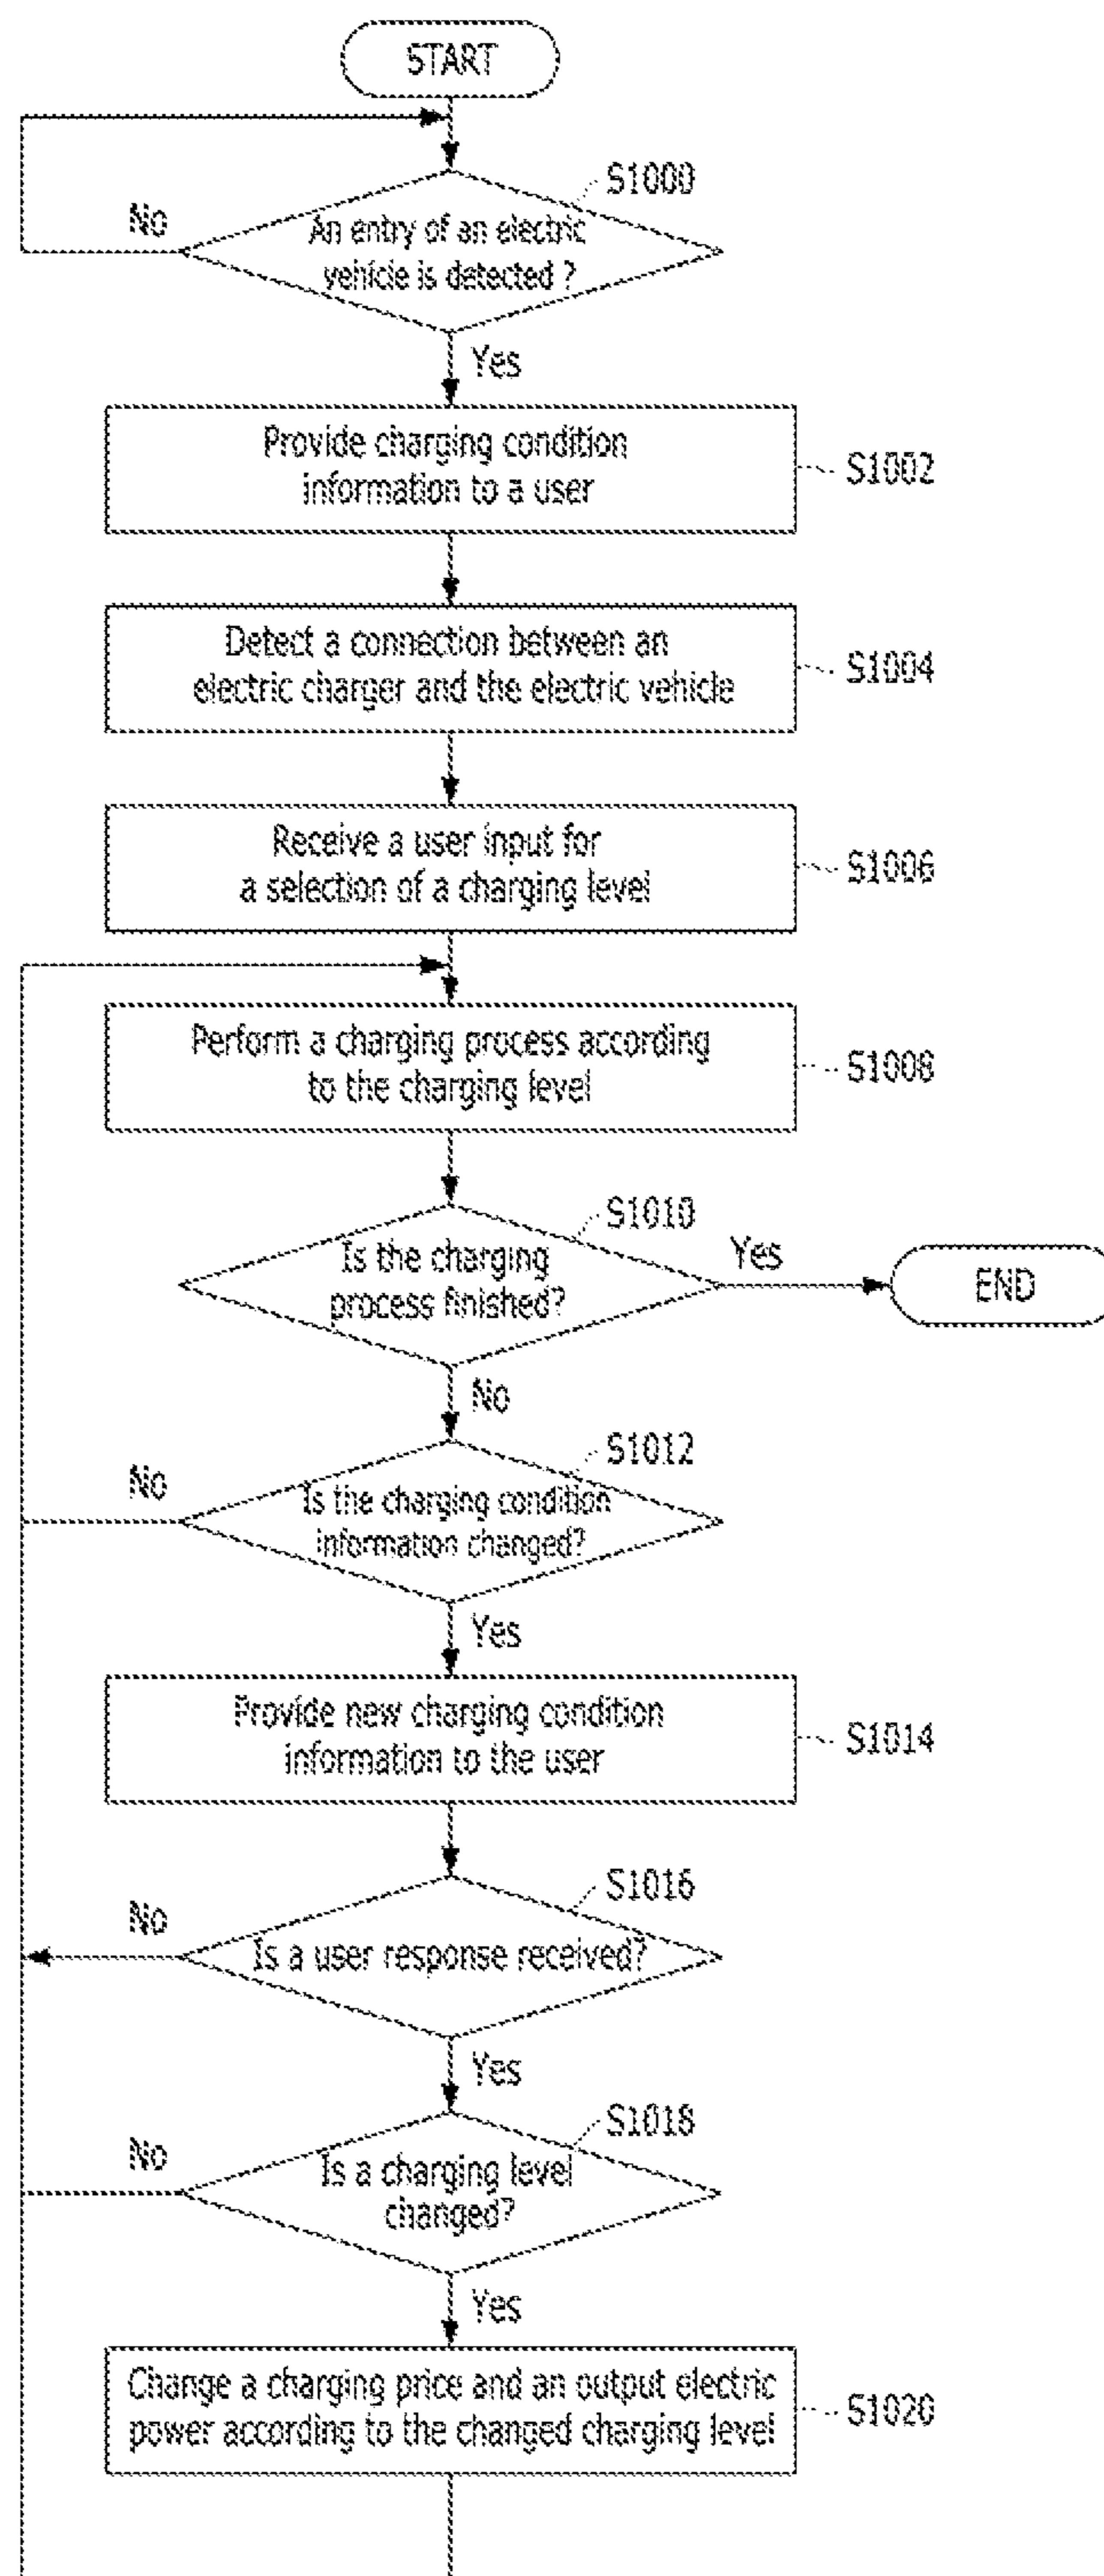 START
S1000
No
An entry of an electric
vehicle is detected ?
Yes
Provide charging condition
information to a user
S1002
Detect a connection between an
electric charger and the electric vehicle
S1004
Receive a user input for
a selection of a charging level
S1006
Perform a charging process according
to the charging level
S1008
S1010
Is the charging
process finished?
Yes
END
No
S1012
No
Is the charging condition
information changed?
Yes
Provide new charging condition
information to the user
S1014
S1016
No
Is a user response received?
Yes
S1018
No
Is a charging level
changed?
Yes
Change a charging price and an output electric
power according to the changed charging level
S1020